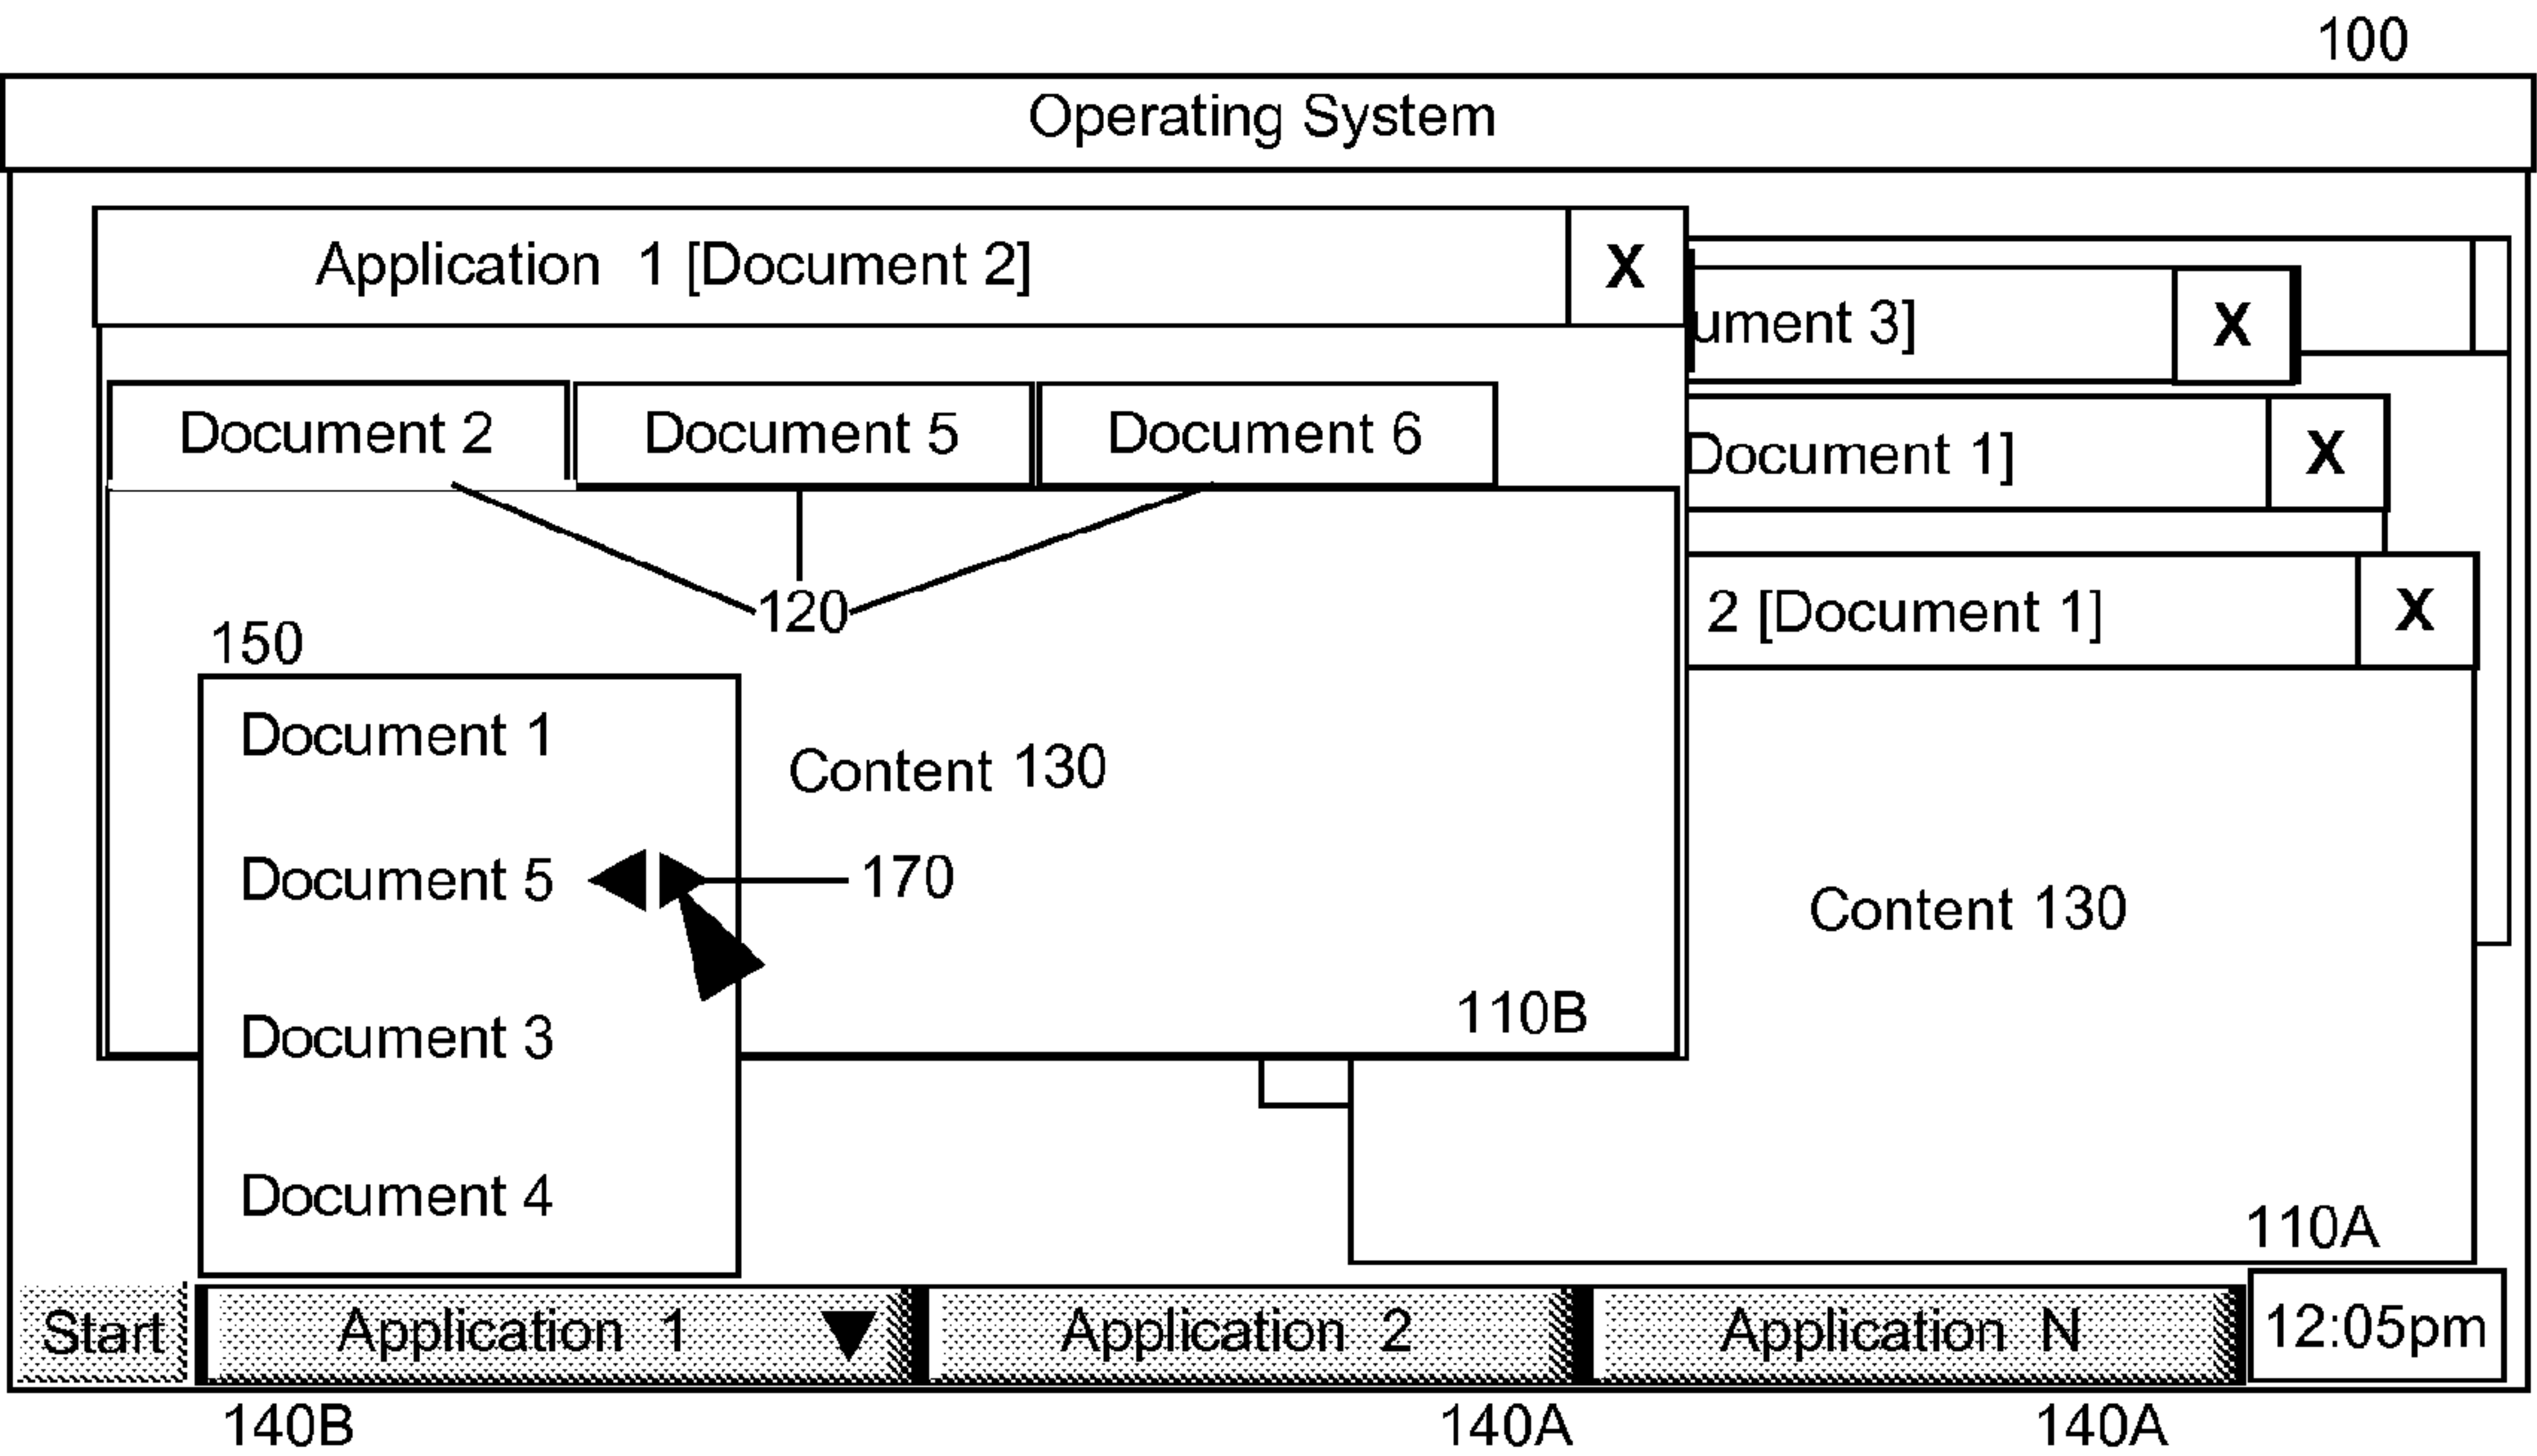 100
Operating System
Application 1 [Document 2] X
ument 3] X
Document 2 Document 5 Document 6
Document 1] X
120
2 [Document 1] X
150
Document 1
Content 130
Document 5
170
Content 130
Document 3
110B
Document 4
110A
Start Application 1 Application 2 Application N 12:05pm
140B 140A 140A